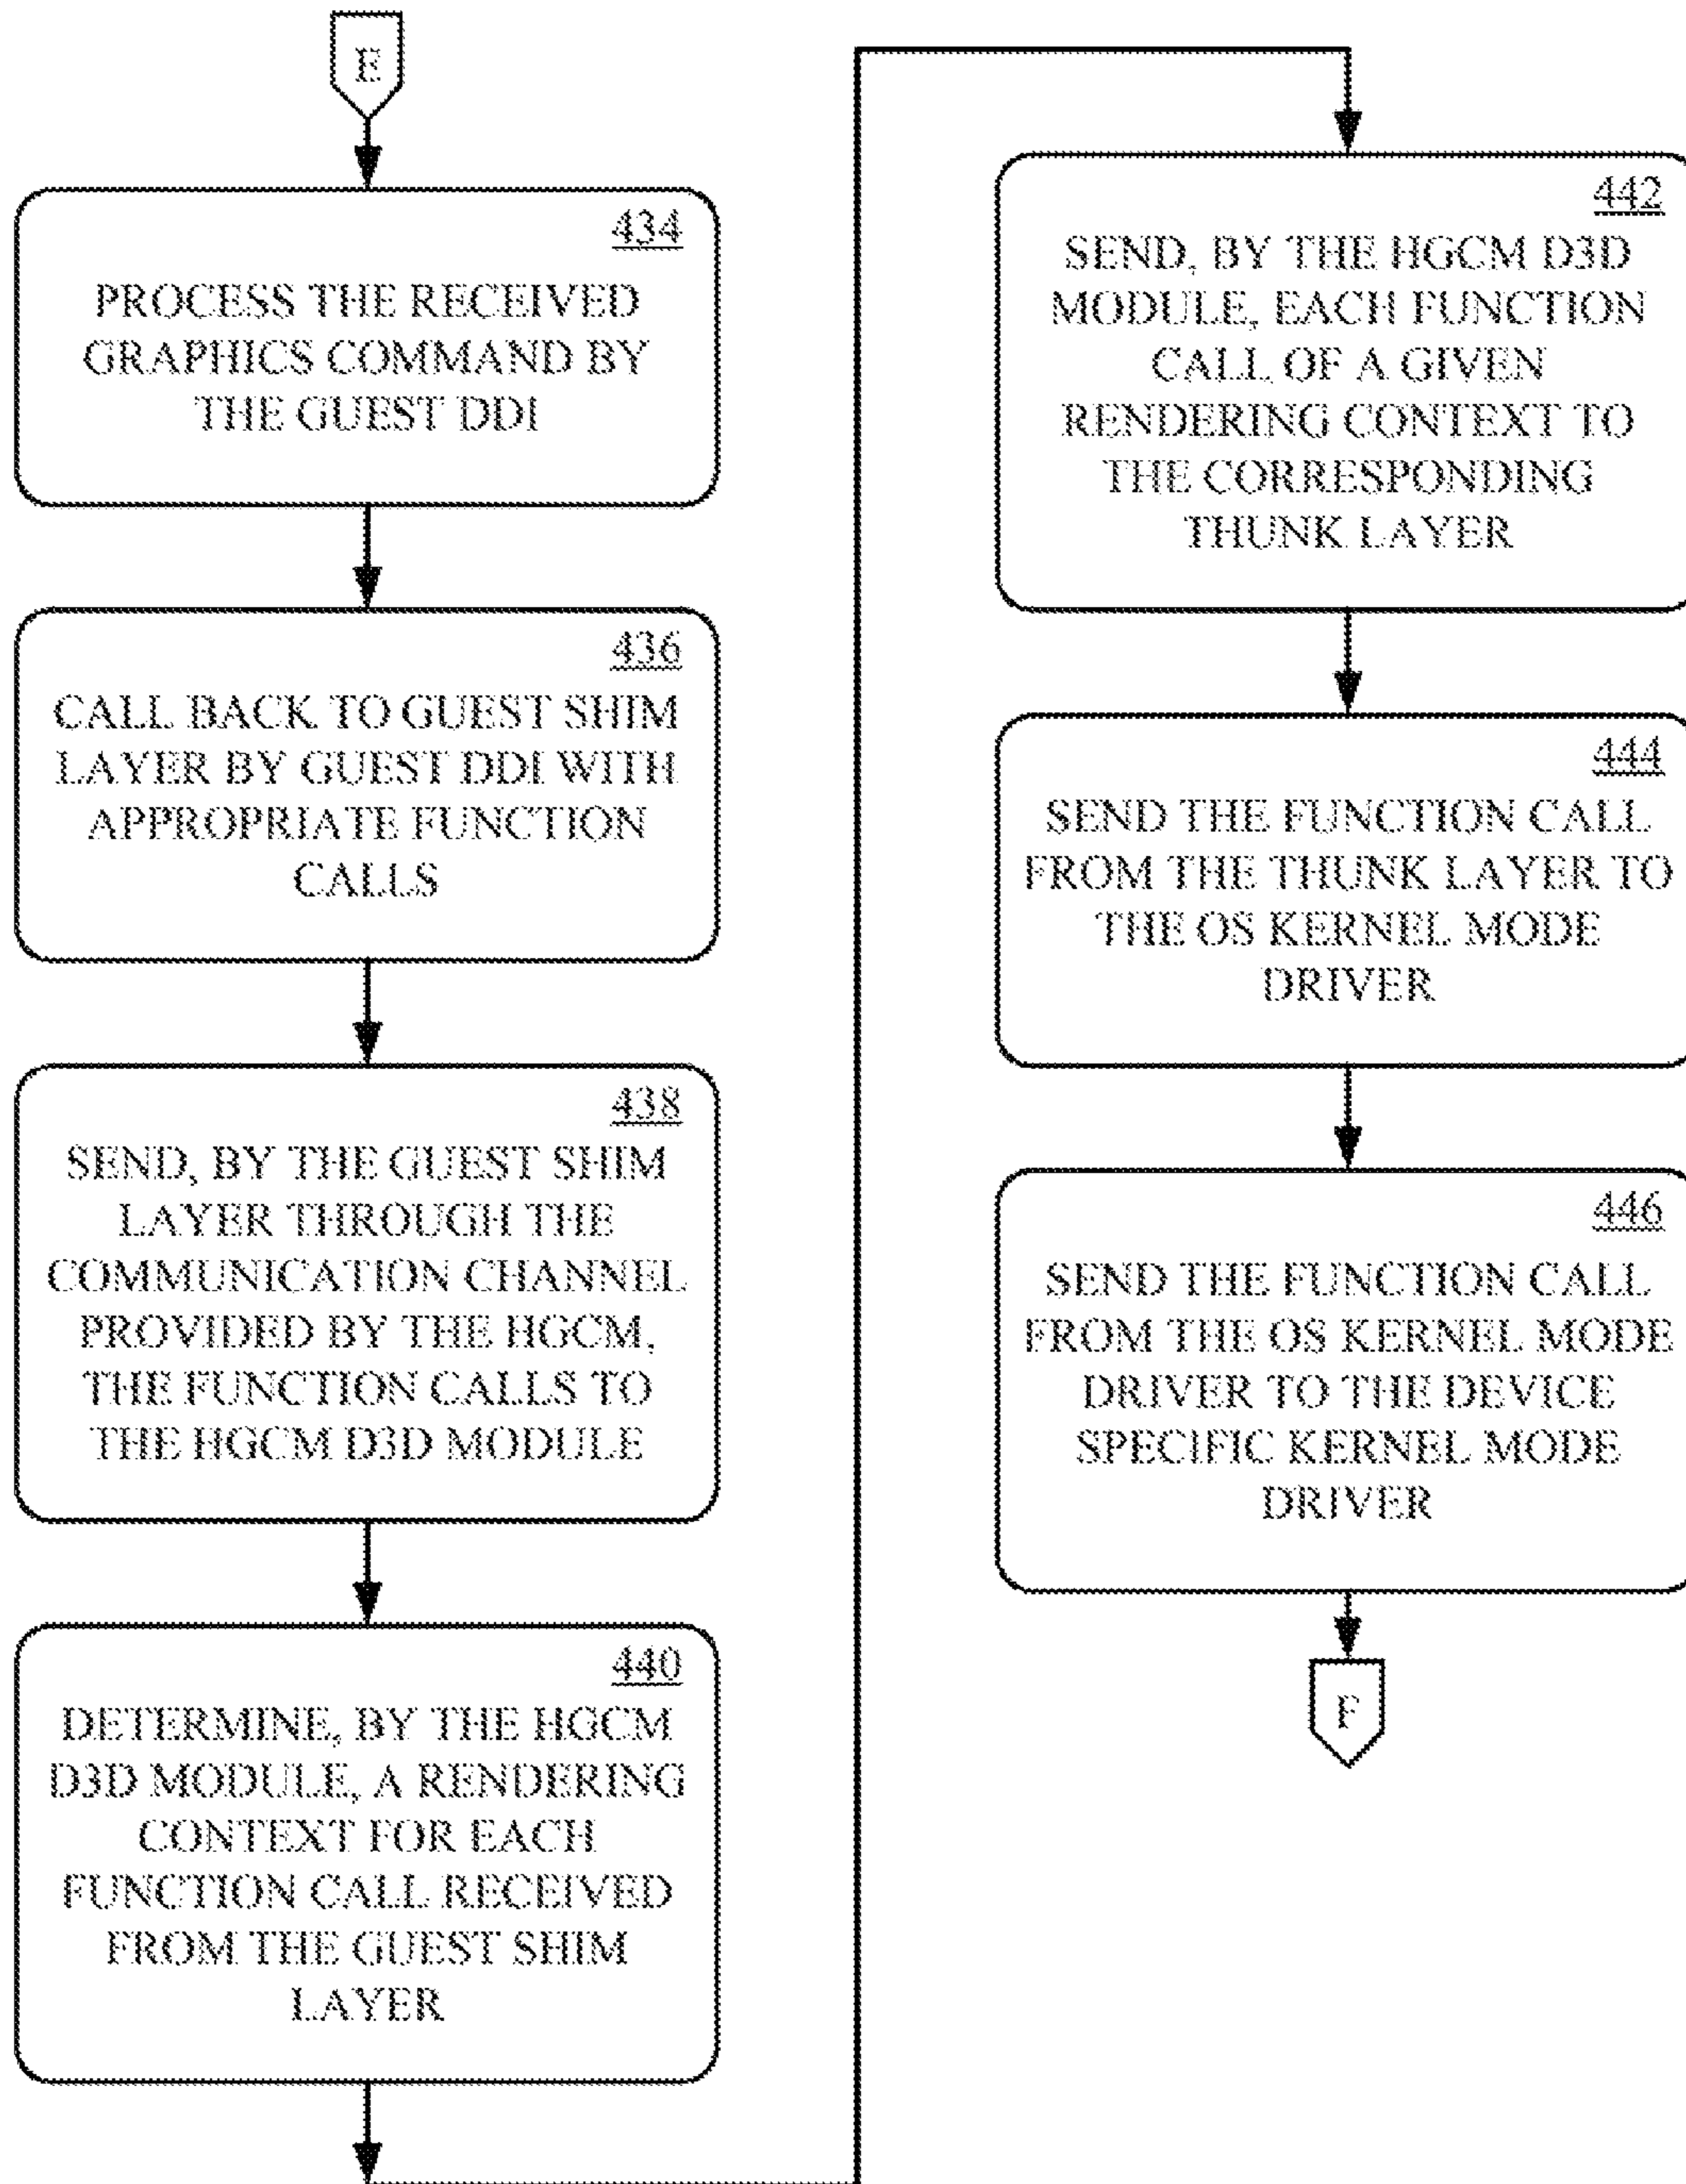 E
434
PROCESS THE RECEIVED
GRAPHICS COMMAND BY
THE GUEST DDI
436
CALL BACK TO GUEST SHIM
LAYER BY GUEST DDI WITH
APPROPRIATE FUNCTION
CALLS
438
SEND, BY THE GUEST SHIM
LAYER THROUGH THE
COMMUNICATION CHANNEL
PROVIDED BY THE HGCM,
THE FUNCTION CALLS TO
THE HGCM D3D MODULE
440
DETERMINE, BY THE HGCM
D3D MODULE, A RENDERING
CONTEXT FOR EACH
FUNCTION CALL RECEIVED
FROM THE GUEST SHIM
LAYER
442
SEND, BY THE HGCM D3D
MODULE, EACH FUNCTION
CALL OF A GIVEN
RENDERING CONTEXT TO
THE CORRESPONDING
THUNK LAYER
444
SEND THE FUNCTION CALL
FROM THE THUNK LAYER TO
THE OS KERNEL MODE
DRIVER
446
SEND THE FUNCTION CALL
FROM THE OS KERNEL MODE
DRIVER TO THE DEVICE
SPECIFIC KERNEL MODE
DRIVER
F